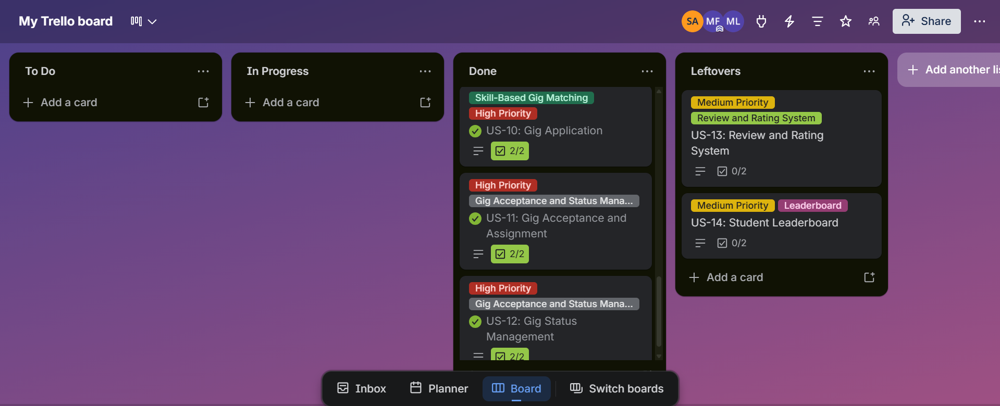 My Trello board
SA MF ML
Share
To Do
Add a card
In Progress
Add a card
Done
Skill-Based Gig Matching
High Priority
US-10: Gig Application
2/2
High Priority
Gig Acceptance and Status Mana...
US-11: Gig Acceptance and
Assignment
2/2
High Priority
Gig Acceptance and Status Mana...
US-12: Gig Status
Management
2/2
Leftovers
Medium Priority
Review and Rating System
US-13: Review and Rating
System
0/2
Medium Priority Leaderboard
US-14: Student Leaderboard
0/2
Add a card
Add another lis
Inbox Planner Board Switch boards